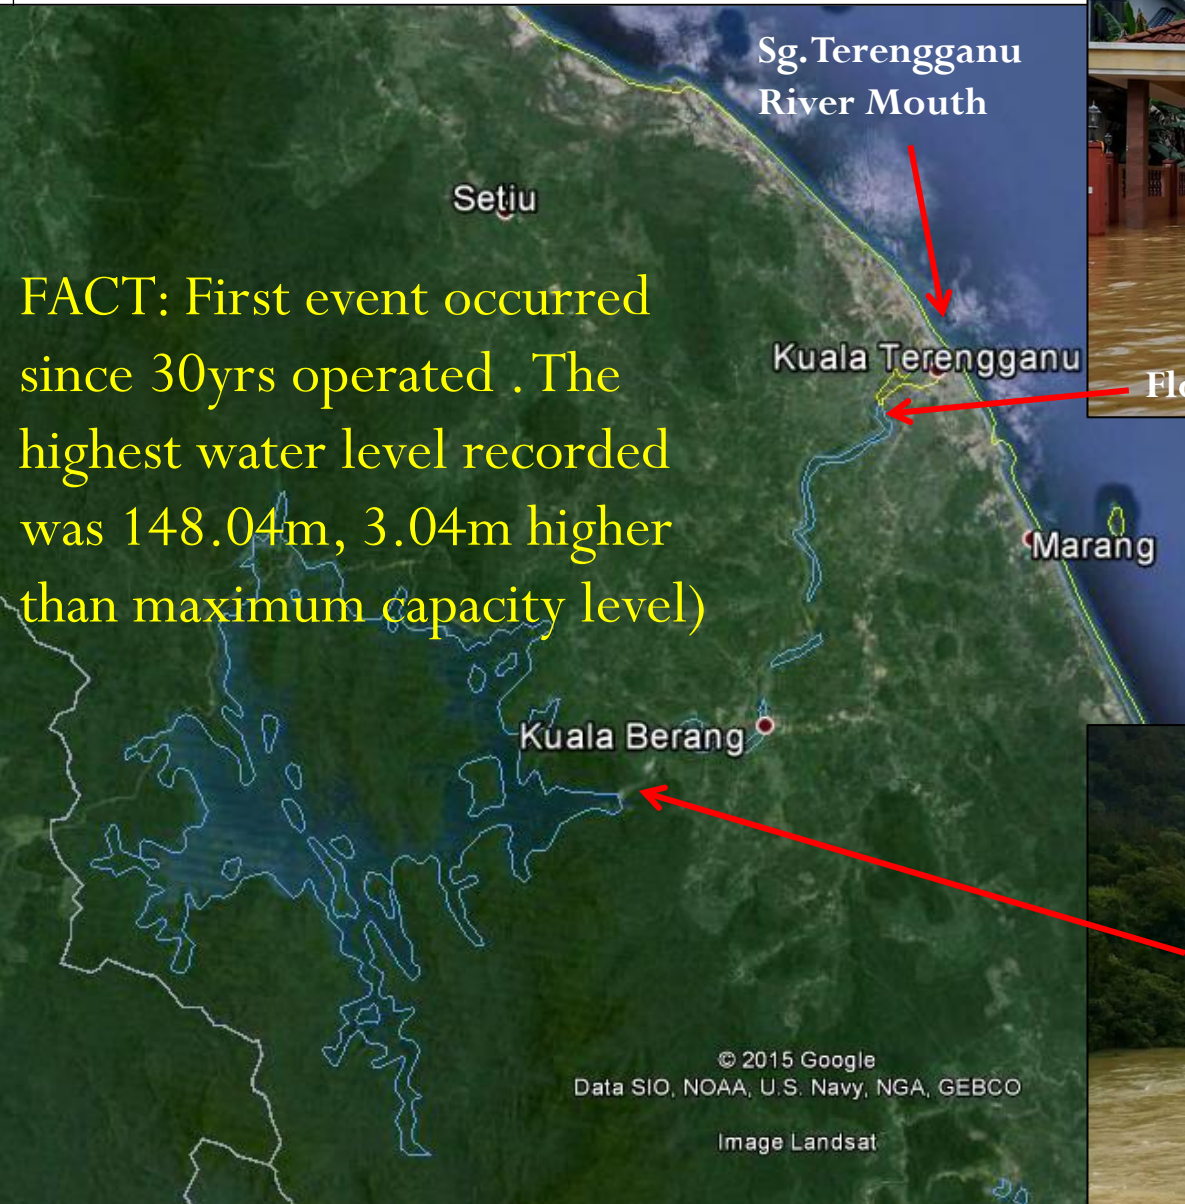 Sg.Terengganu
River Mouth
Setiu
FACT: First event occurred
since 30yrs operated . The
highest water level recorded
was 148.04m, 3.04m higher
than maximum capacity level)
Kuala Terengganu
Marang
Kuala Berang
© 2015 Google
Data SIO, NOAA, U.S. Navy, NGA, GEBCO
Image Landsat